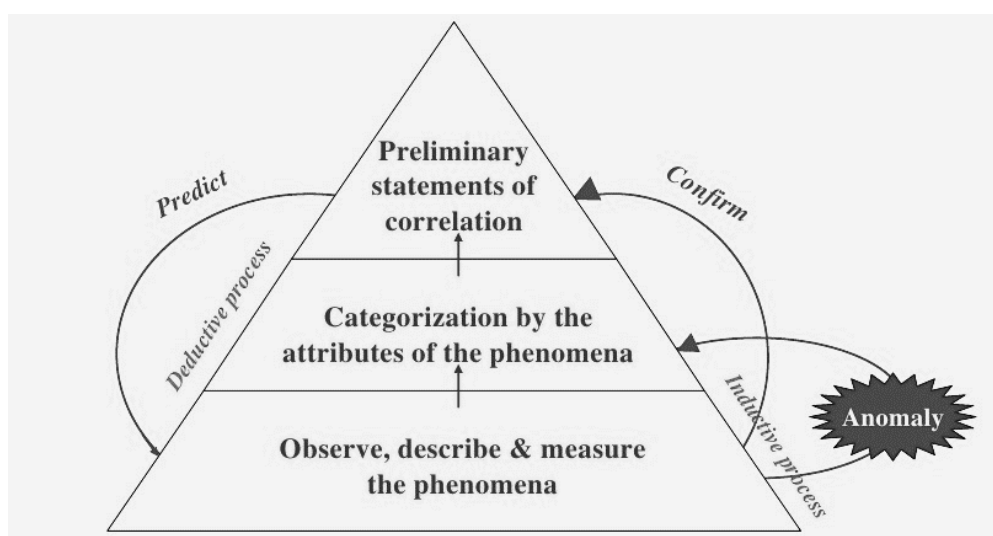 Preliminary
statements of
correlation
Predict
Confirm
Deductive process
Categorization by the
attributes of the phenomena
Inductive process
Anomaly
Observe, describe & measure
the phenomena